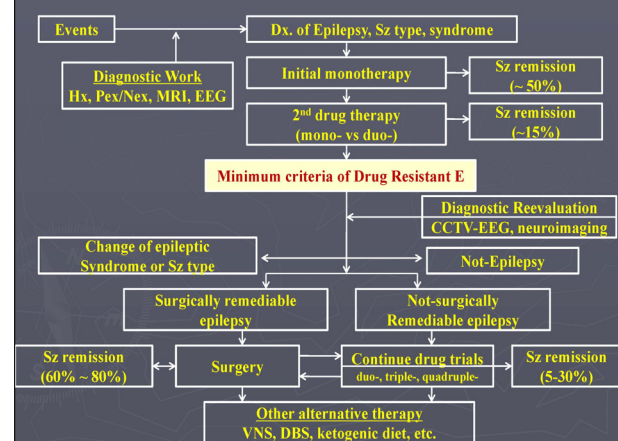 Events
Dx. of Epilepsy, Sz type, syndrome
Diagnostic Work
Hx, Pex/Nex, MRI, EEG
Initial monotherapy
Sz remission
(~ 50%)
2nd drug therapy
(mono- vs duo-)
Sz remission
(~15%)
Minimum criteria of Drug Resistant E
Diagnostic Reevaluation
CCTV-EEG, neuroimaging
Change of epileptic
Syndrome or Sz type
Not-Epilepsy
Surgically remediable
epilepsy
Not-surgically
Remediable epilepsy
Sz remission
(60% ~ 80%)
Surgery
Continue drug trials
duo-, triple-, quadruple-
Sz remission
(5-30%)
Other alternative therapy
VNS, DBS, ketogenic diet, etc.